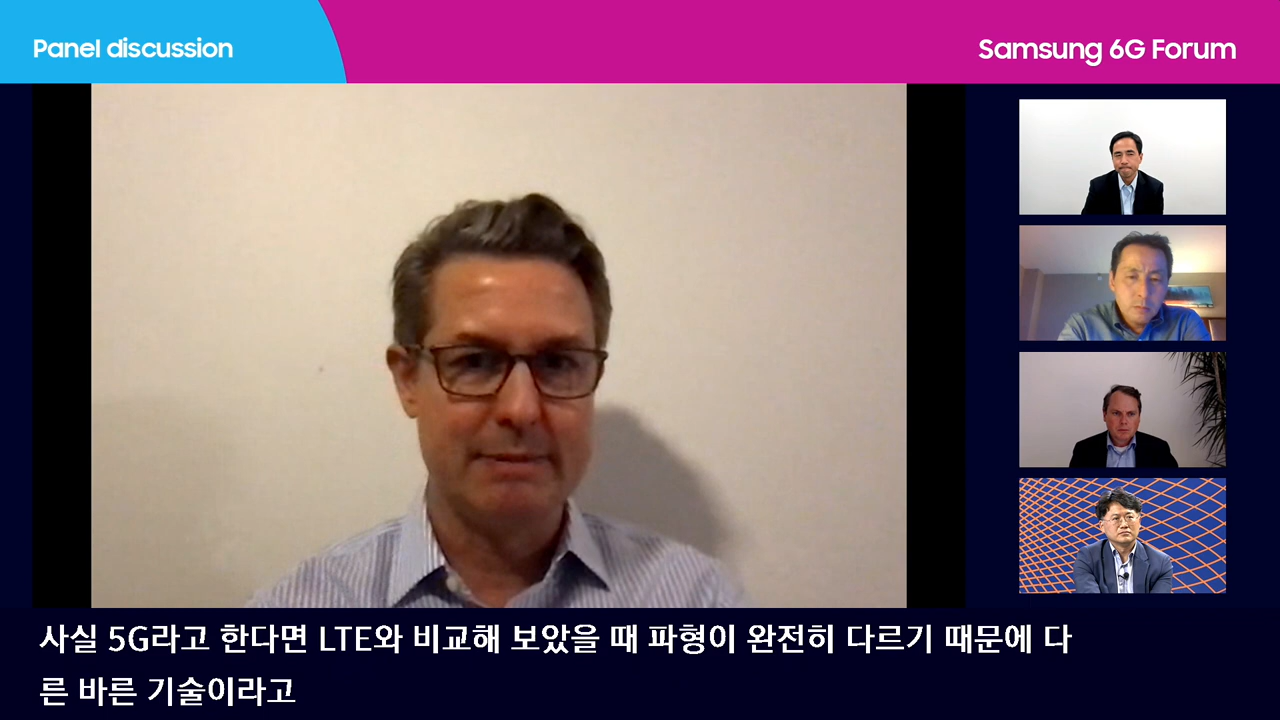 Panel discussion
Samsung 6G Forum
사실 5G라고 한다면 LTE와 비교해 보았을 때 파형이 완전히 다르기 때문에 다
른 바른 기술이라고